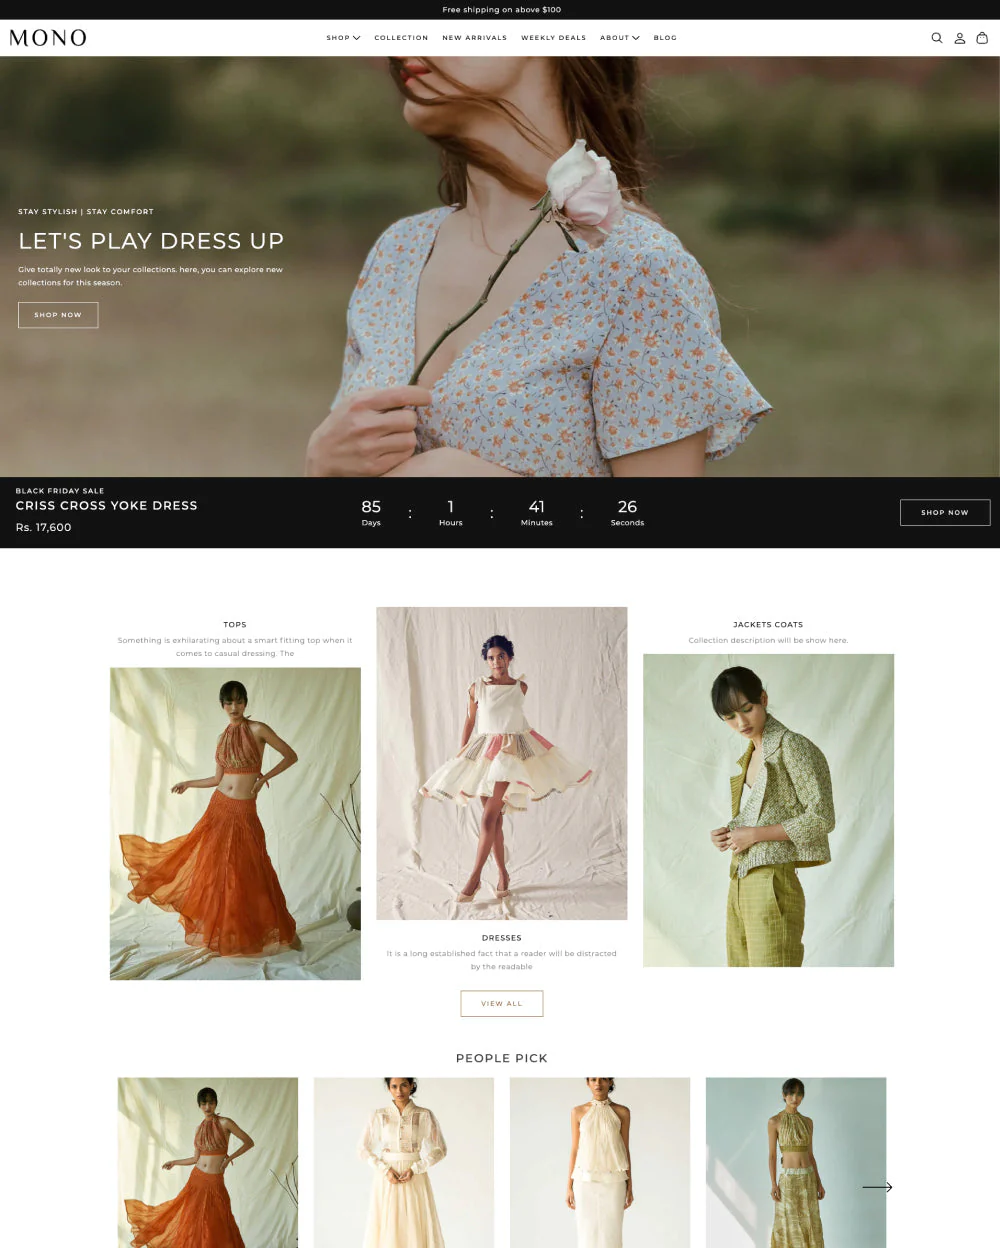 Free shipping on above $100
MONO
SHOP
COLLECTION
NEW ARRIVALS
WEEKLY DEALS
ABOUT
BLOG
STAY STYLISH | STAY COMFORT
LET'S PLAY DRESS UP
Give totally new look to your collections. here, you can explore new
collections for this season.
SHOP NOW
BLACK FRIDAY SALE
CRISS CROSS YOKE DRESS
Rs. 17,600
85 : 1 : 41 : 26
Days Hours Minutes Seconds
SHOP NOW
TOPS
Something is exhilarating about a smart fitting top when it
comes to casual dressing. The
DRESSES
It is a long established fact that a reader will be distracted
by the readable
JACKETS COATS
Collection description will be show here.
VIEW ALL
PEOPLE PICK